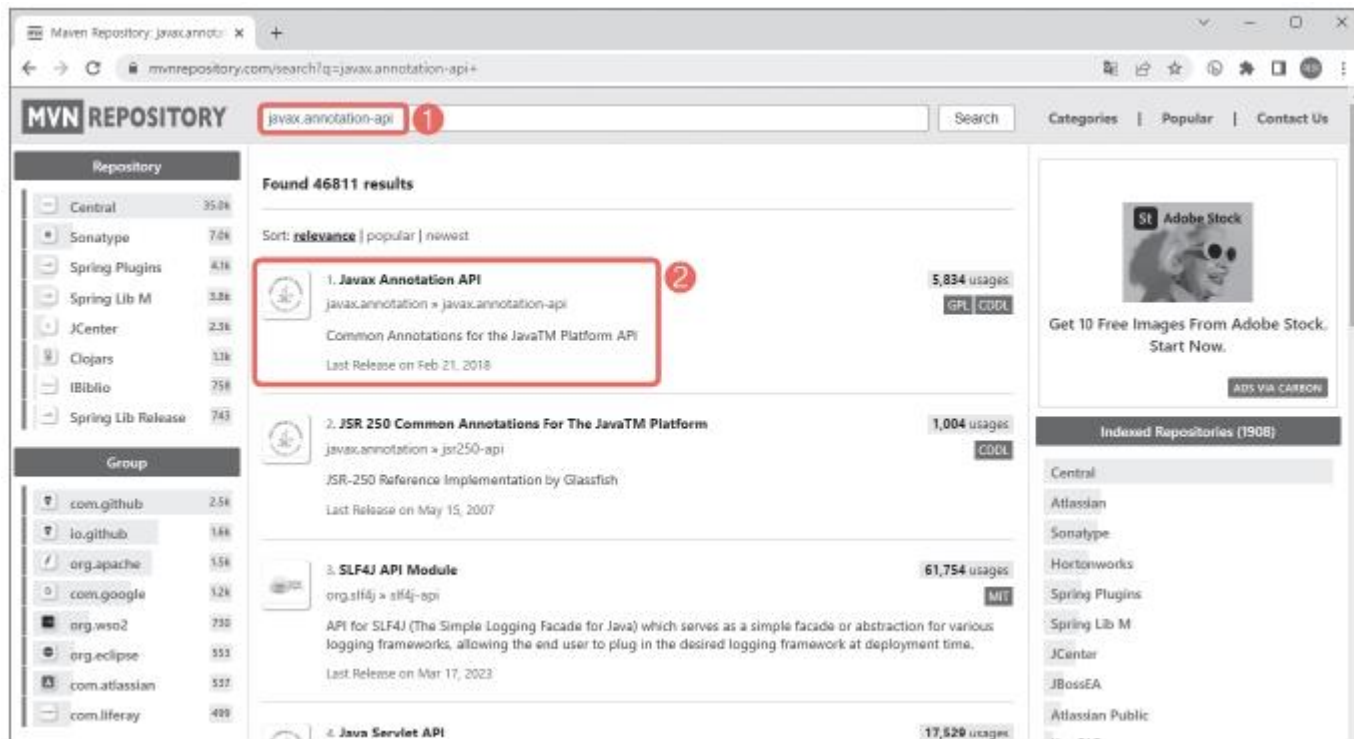 Maven Repository: javax.annot
mvnrepository.com/search?q=javax.annotation-api+
MVN REPOSITORY
javax.annotation-api
1
Search
Categories | Popular | Contact Us
Repository
Central 35.0k
Sonatype 7.0k
Spring Plugins 4.1k
Spring Lib M 3.8k
JCenter 2.3k
Clojars 1.1k
IBiblio 758
Spring Lib Release 743
Group
com.github 2.5k
io.github 1.6k
org.apache 1.5k
com.google 1.2k
org.wso2
org.eclipse 553
com.atlassian 537
com.liferay 499
Found 46811 results
Sort: relevance | popular | newest
1. Javax Annotation API 2 5,834 usages
javax.annotation » javax.annotation-api GPL CDDL
Common Annotations for the JavaTM Platform API
Last Release on Feb 21, 2018
2. JSR 250 Common Annotations For The JavaTM Platform 1,004 usages
javax.annotation » jsr250-api CDDL
JSR-250 Reference Implementation by Glassfish
Last Release on May 15, 2007
3. SLF4J API Module 61,754 usages
org.slf4j » slf4j-api MIT
API for SLF4J (The Simple Logging Facade for Java) which serves as a simple facade or abstraction for various
logging frameworks, allowing the end user to plug in the desired logging framework at deployment time.
Last Release on Mar 17, 2023
4. Java Servlet API 17,529 usages
St Adobe Stock
Get 10 Free Images From Adobe Stock.
Start Now.
ADS VIA CARBON
Indexed Repositories (1908)
Central
Atlassian
Sonatype
Hortonworks
Spring Plugins
Spring Lib M
JCenter
JBossEA
Atlassian Public